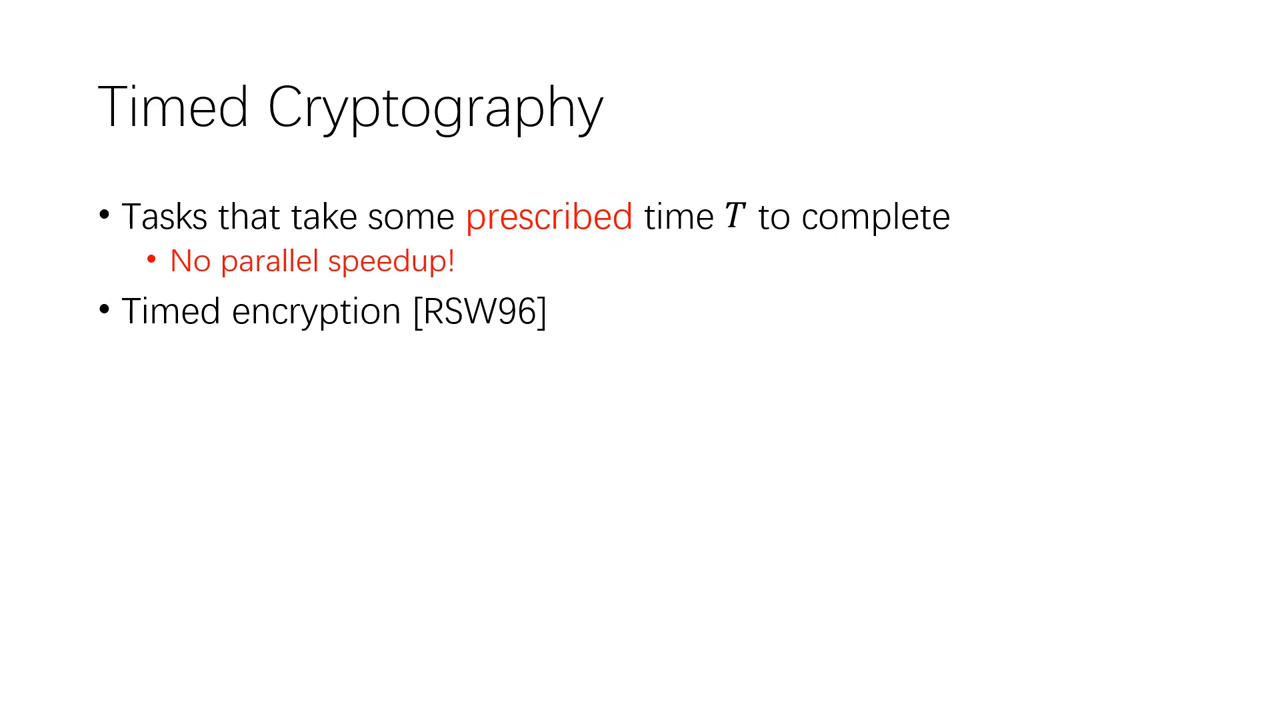 Timed Cryptography
• Tasks that take some prescribed time T to complete
• No parallel speedup!
• Timed encryption [RSW96]